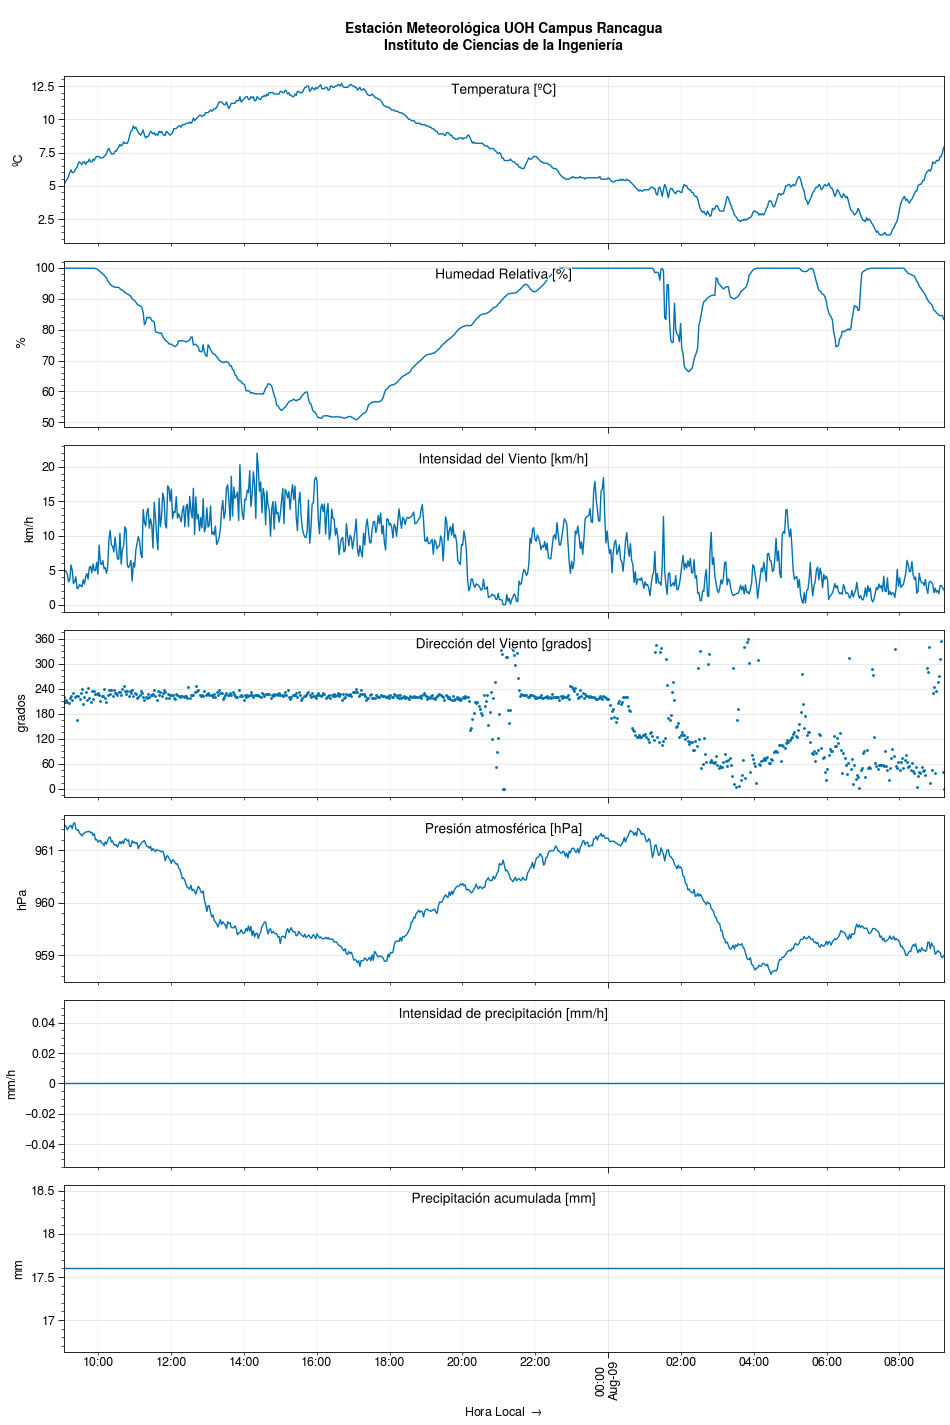 Estación Meteorológica UOH Campus Rancagua
Instituto de Ciencias de la Ingeniería
Temperatura [ºC]
ºC
12.5
10
7.5
5
2.5
Humedad Relativa [%]
%
100
90
80
70
60
50
Intensidad del Viento [km/h]
km/h
20
15
10
5
0
Dirección del Viento [grados]
grados
360
300
240
180
120
60
0
Presión atmosférica [hPa]
hPa
961
960
959
Intensidad de precipitación [mm/h]
mm/h
0.04
0.02
0
−0.02
−0.04
Precipitación acumulada [mm]
mm
18.5
18
17.5
17
10:00 12:00 14:00 16:00 18:00 20:00 22:00 00:00 02:00 04:00 06:00 08:00
Aug-09
Hora Local →